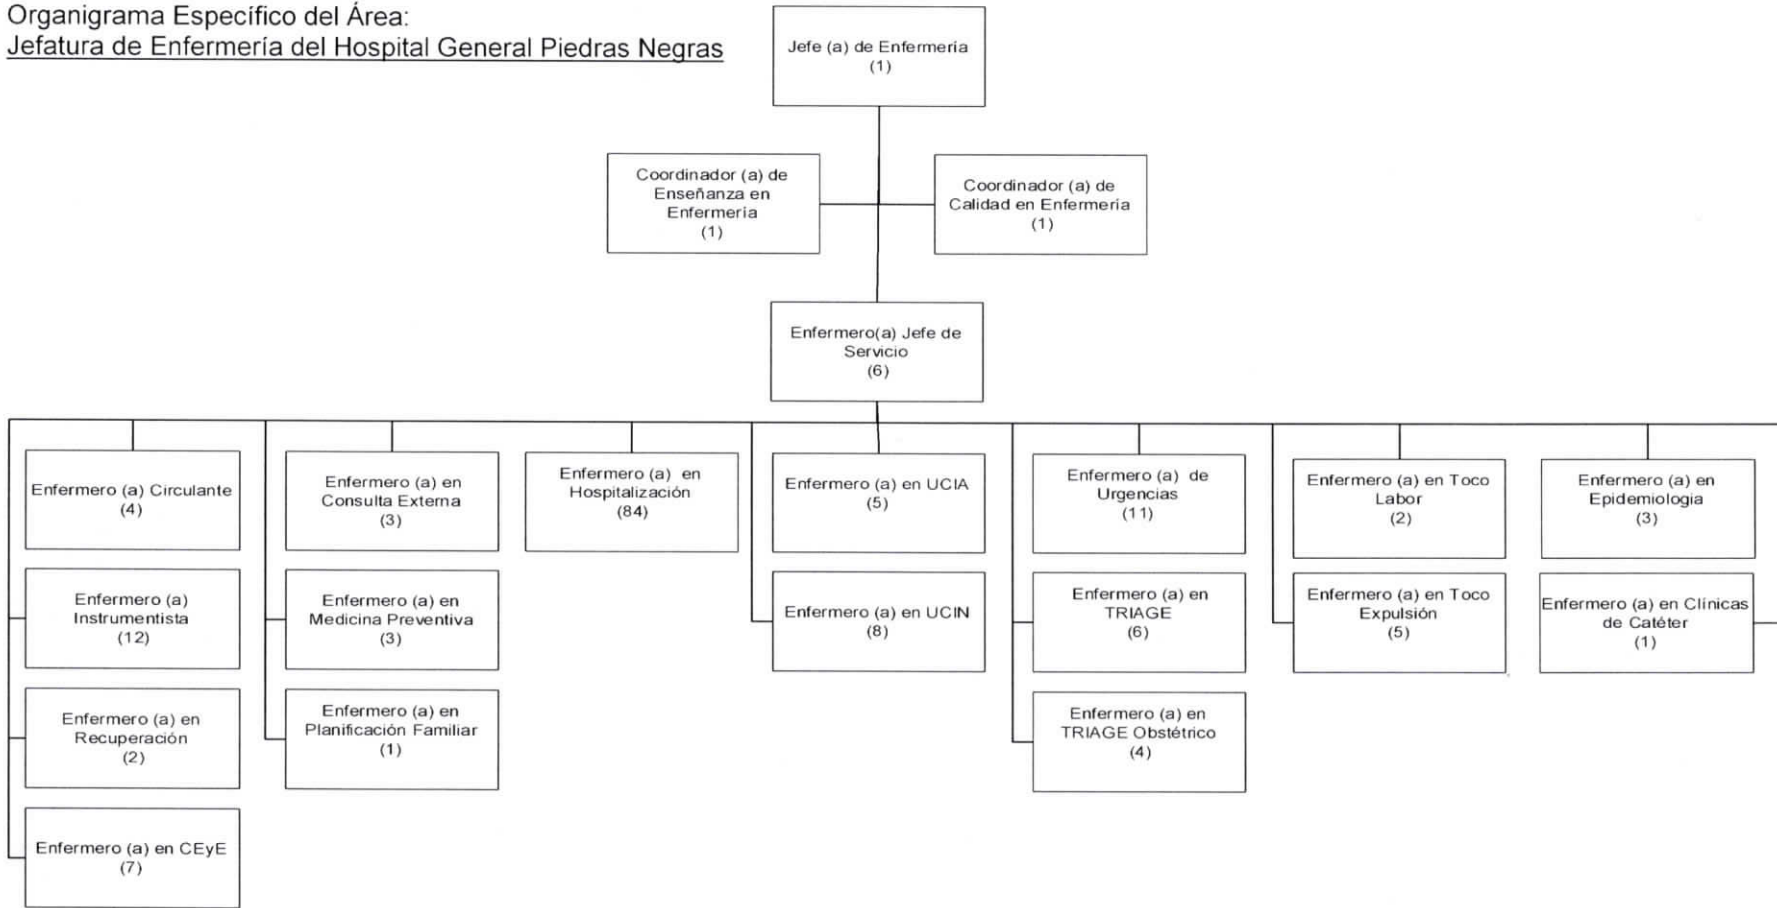 Organigrama Específico del Área:
Jefatura de Enfermería del Hospital General Piedras Negras
Jefe (a) de Enfermería
(1)
Coordinador (a) de
Enseñanza en
Enfermería
(1)
Coordinador (a) de
Calidad en Enfermería
(1)
Enfermero(a) Jefe de
Servicio
(6)
Enfermero (a) Circulante
(4)
Enfermero (a)
Instrumentista
(12)
Enfermero (a) en
Recuperación
(2)
Enfermero (a) en CEyE
(7)
Enfermero (a) en
Consulta Externa
(3)
Enfermero (a) en
Medicina Preventiva
(3)
Enfermero (a) en
Planificación Familiar
(1)
Enfermero (a) en
Hospitalización
(84)
Enfermero (a) en UCIA
(5)
Enfermero (a) en UCIN
(8)
Enfermero (a) de
Urgencias
(11)
Enfermero (a) en
TRIAGE
(6)
Enfermero (a) en
TRIAGE Obstétrico
(4)
Enfermero (a) en Toco
Labor
(2)
Enfermero (a) en Toco
Expulsión
(5)
Enfermero (a) en
Epidemiologia
(3)
Enfermero (a) en Clínicas
de Catéter
(1)